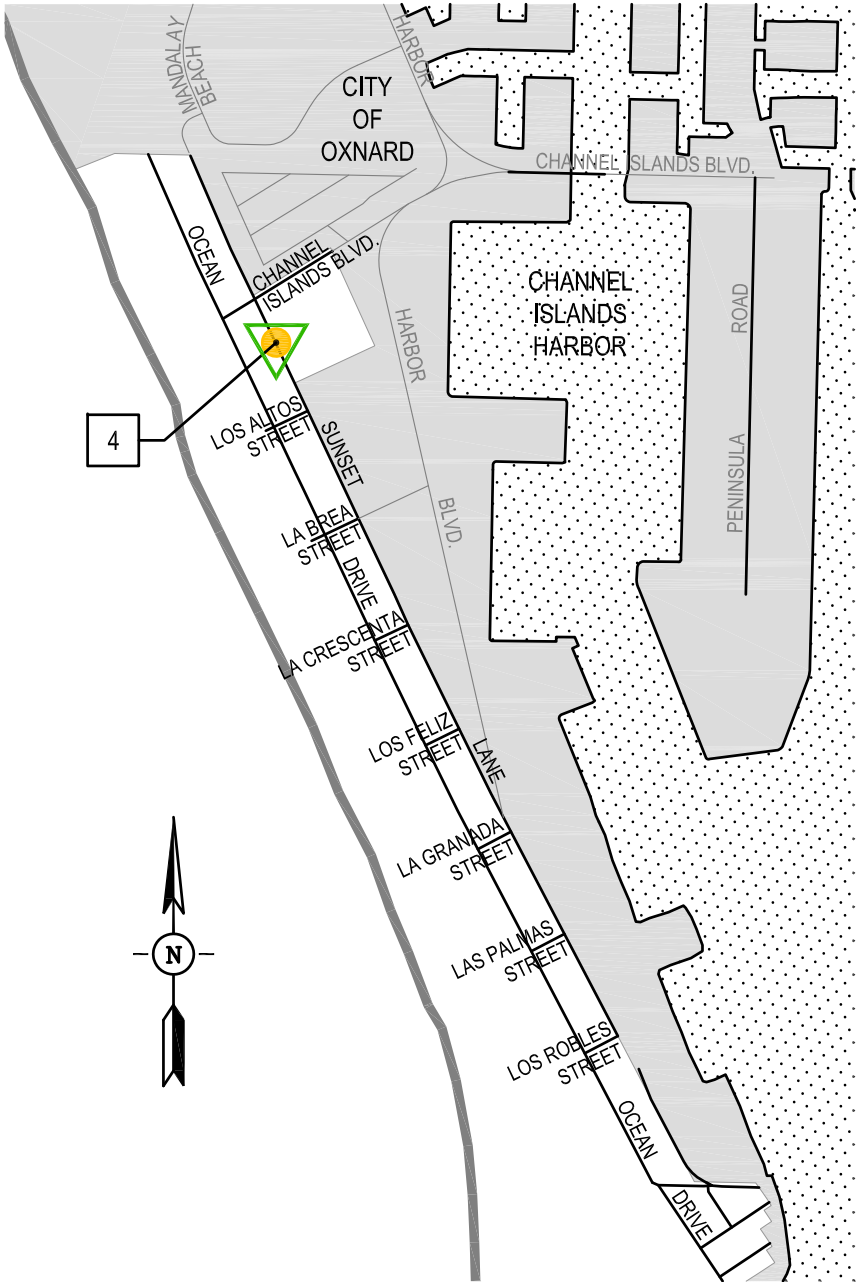 MANDALAY
BEACH
HARBOR
CITY
OF
OXNARD
CHANNEL ISLANDS BLVD.
OCEAN
CHANNEL
ISLANDS BLVD.
CHANNEL
ISLANDS
HARBOR
ROAD
HARBOR
4
LOS ALTOS
STREET
SUNSET
PENINSULA
BLVD.
LA BREA
STREET
DRIVE
LA CRESCENTA
STREET
LOS FELIZ
STREET
LANE
LA GRANADA
STREET
LAS PALMAS
STREET
N
LOS ROBLES
STREET
OCEAN
DRIVE